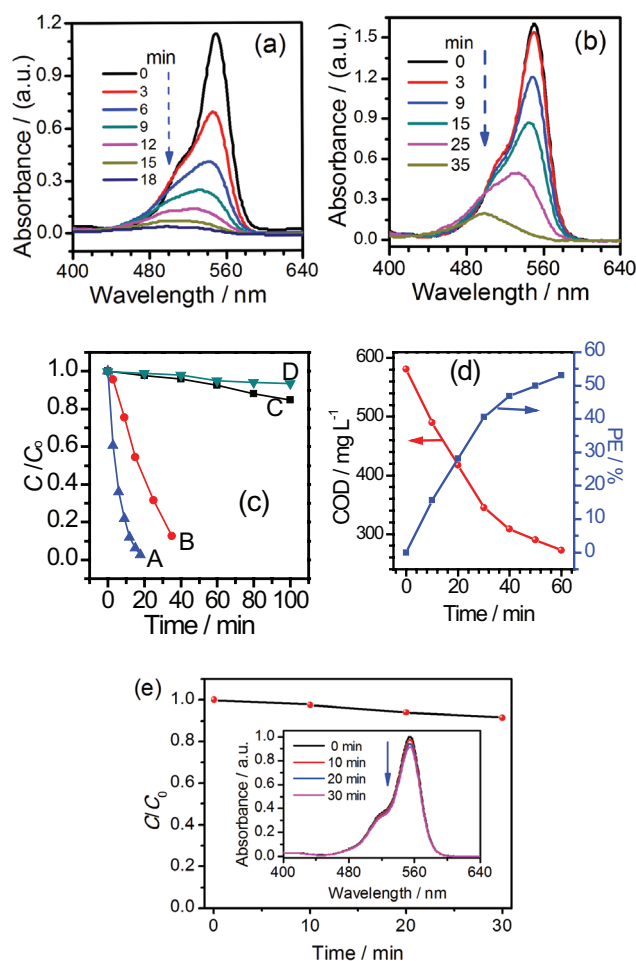 (a)
min
0
3
6
9
12
15
18
Absorbance / (a.u.)
1.2
0.9
0.6
0.3
0.0
400 480 560 640
Wavelength / nm
(b)
min
0
3
9
15
25
35
Absorbance / (a.u.)
1.5
1.2
0.9
0.6
0.3
0.0
400 480 560 640
Wavelength / nm
(c)
C/C₀
1.0
0.8
0.6
0.4
0.2
0.0
D
C
B
A
0 20 40 60 80 100
Time / min
(d)
COD / mg L⁻¹
600
500
400
300
PE / %
60
50
40
30
20
10
0
0 20 40 60
Time / min
(e)
C/C₀
1.0
0.8
0.6
0.4
0.2
0.0
0 min
10 min
20 min
30 min
Absorbance / a.u.
1.0
0.8
0.6
0.4
0.2
0.0
400 480 560 640
Wavelength / nm
0 10 20 30
Time / min